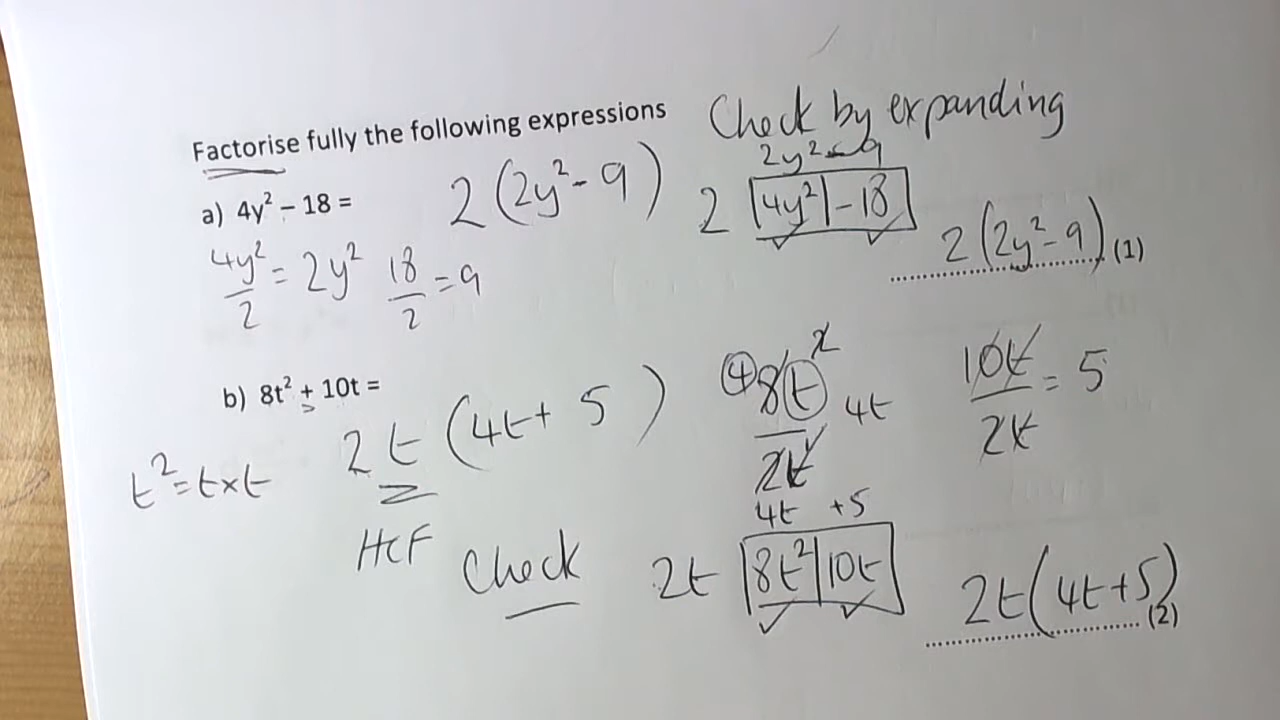 Factorise fully the following expressions
Check by expanding
a) 4y² – 18 =
2(2y² - 9)
2y² - 9
2 4y² - 18
✓ ✓
2(2y² - 9) (1)
4y²/2 = 2y² 18/2 = 9
b) 8t² + 10t =
2t (4t + 5)
4 8t²/2t 4t
10t/2t = 5
t² = t × t
HCF
Check
4t +5
2t 8t² 10t
✓ ✓
2t(4t+5) (2)